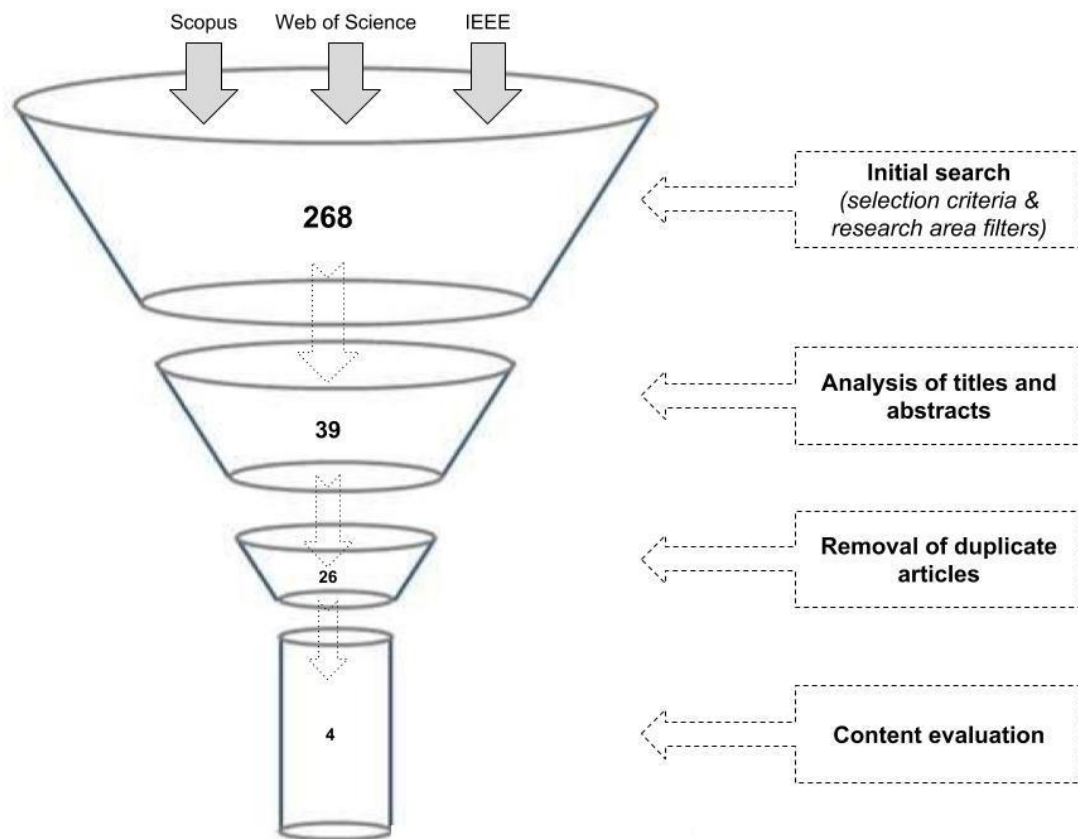 Scopus
Web of Science
IEEE
Initial search
(selection criteria &
research area filters)
268
Analysis of titles and
abstracts
39
Removal of duplicate
articles
26
Content evaluation
4